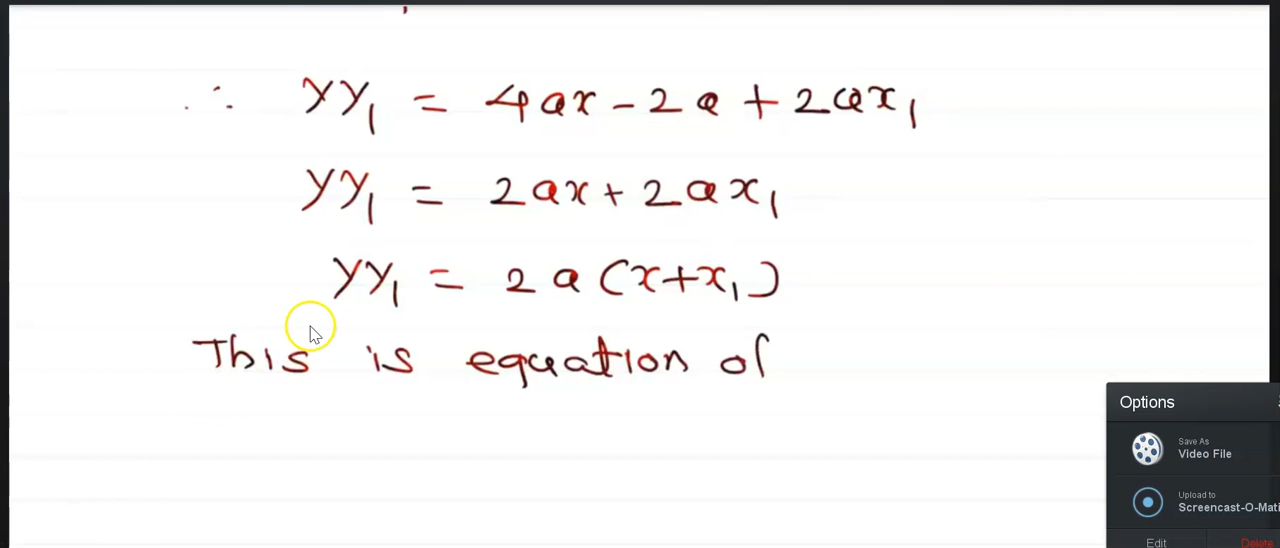 ∴ yy₁ = 4ax - 2a + 2ax₁
yy₁ = 2ax + 2ax₁
yy₁ = 2a (x+x₁)
This is equation of
Options
Save As
Video File
Upload to
Screencast-O-Mati
Edit
Delete